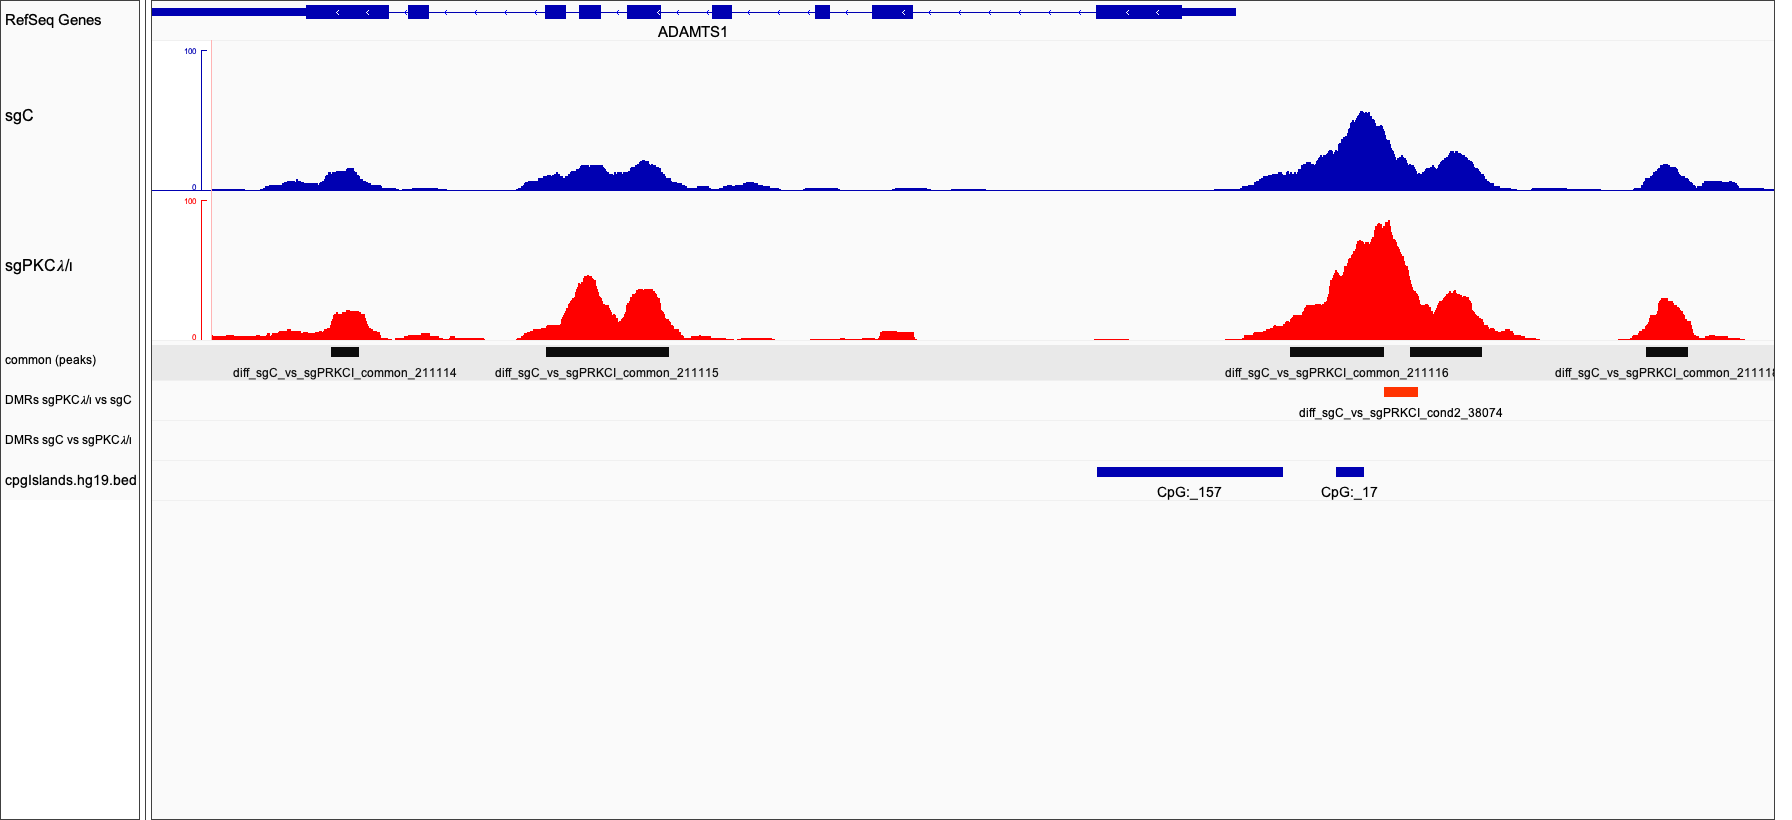 RefSeq Genes
ADAMTS1
100
sgC
0
100
sgPKCλ/ι
0
common (peaks)
diff_sgC_vs_sgPRKCI_common_211114
diff_sgC_vs_sgPRKCI_common_211115
diff_sgC_vs_sgPRKCI_common_211116
diff_sgC_vs_sgPRKCI_common_211118
DMRs sgPKCλ/ι vs sgC
diff_sgC_vs_sgPRKCI_cond2_38074
DMRs sgC vs sgPKCλ/ι
cpgIslands.hg19.bed
CpG:_157
CpG:_17